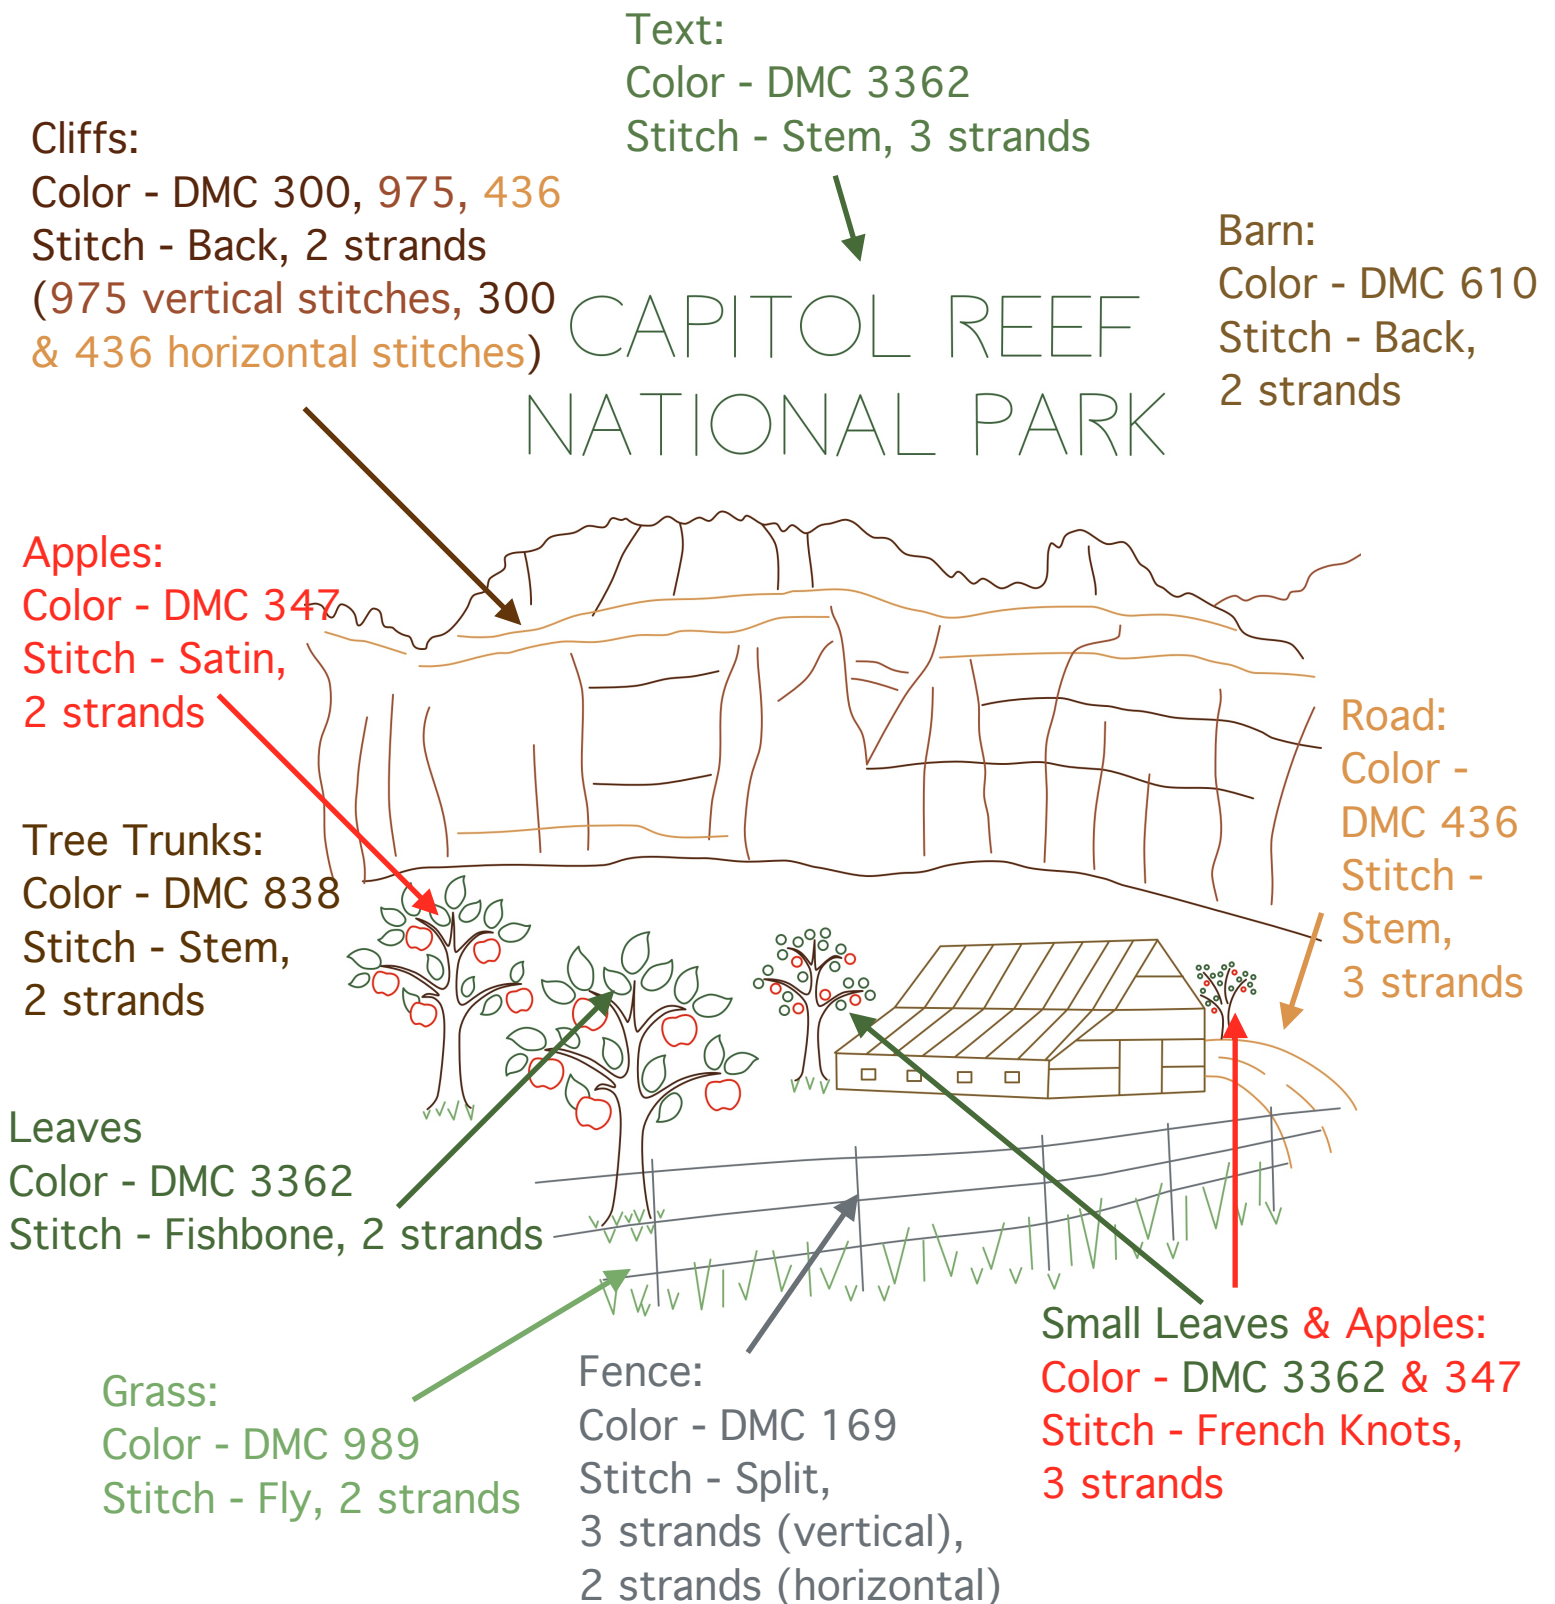 Text:
Color - DMC 3362
Stitch - Stem, 3 strands
Cliffs:
Color - DMC 300, 975, 436
Stitch - Back, 2 strands
(975 vertical stitches, 300
& 436 horizontal stitches)
Barn:
Color - DMC 610
Stitch - Back,
2 strands
CAPITOL REEF
NATIONAL PARK
Apples:
Color - DMC 347
Stitch - Satin,
2 strands
Road:
Color -
DMC 436
Stitch -
Stem,
3 strands
Tree Trunks:
Color - DMC 838
Stitch - Stem,
2 strands
Leaves
Color - DMC 3362
Stitch - Fishbone, 2 strands
Small Leaves & Apples:
Color - DMC 3362 & 347
Stitch - French Knots,
3 strands
Grass:
Color - DMC 989
Stitch - Fly, 2 strands
Fence:
Color - DMC 169
Stitch - Split,
3 strands (vertical),
2 strands (horizontal)